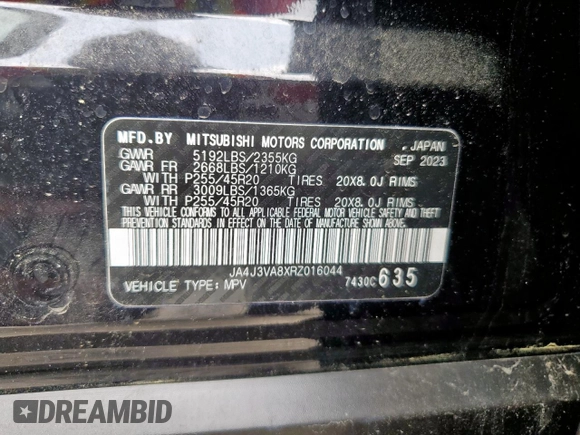 MFD.BY MITSUBISHI MOTORS CORPORATION . JAPAN
GVWR 5192LBS/2355KG SEP 2023
GAWR FR 2668LBS/1210KG
WITH P255/45R20 TIRES 20X8.0J RIMS
GAWR RR 3009LBS/1365KG
WITH P255/45R20 TIRES 20X8.0J RIMS
THIS VEHICLE CONFORMS TO ALL APPLICABLE FEDERAL MOTOR VEHICLE SAFETY AND THEFT
PREVENTION STANDARDS IN EFFECT ON THE DATE OF MANUFACTURE SHOWN ABOVE.
JA4J3VA8XRZ016044
VEHICLE TYPE: MPV 7430C 635
DREAMBID